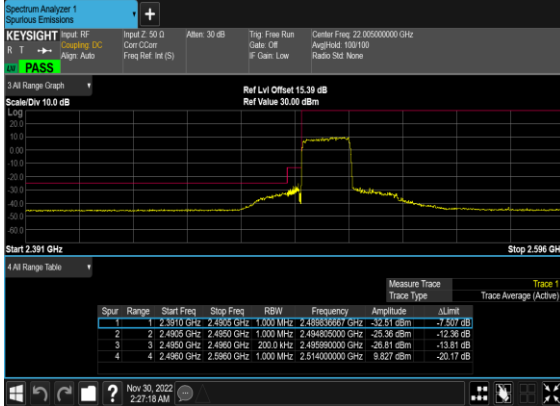 Spectrum Analyzer 1
Spurious Emissions
KEYSIGHT Input: RF Input Z: 50 Ω Atten: 30 dB Trig: Free Run Center Freq: 22.005000000 GHz
R T Coupling: DC Corr CCorr Gate: Off Avg|Hold: 100/100
Align: Auto Freq Ref: Int (S) IF Gain: Low Radio Std: None
PASS
3 All Range Graph
Ref Lvl Offset 15.39 dB
Scale/Div 10.0 dB Ref Value 30.00 dBm
Log
20.0
10.0
0.00
-10.0
-20.0
-30.0
-40.0
-50.0
-60.0
Start 2.391 GHz Stop 2.596 GHz
4 All Range Table
Measure Trace Trace 1
Trace Type Trace Average (Active)
Spur Range Start Freq Stop Freq RBW Frequency Amplitude ΔLimit
1 1 2.3910 GHz 2.4905 GHz 1.000 MHz 2.489836667 GHz -32.51 dBm -7.507 dB
2 2 2.4905 GHz 2.4950 GHz 1.000 MHz 2.494805000 GHz -25.36 dBm -12.36 dB
3 3 2.4950 GHz 2.4960 GHz 200.0 kHz 2.495990000 GHz -26.81 dBm -13.81 dB
4 4 2.4960 GHz 2.5960 GHz 1.000 MHz 2.514000000 GHz 9.827 dBm -20.17 dB
? Nov 30, 2022
2:27:18 AM